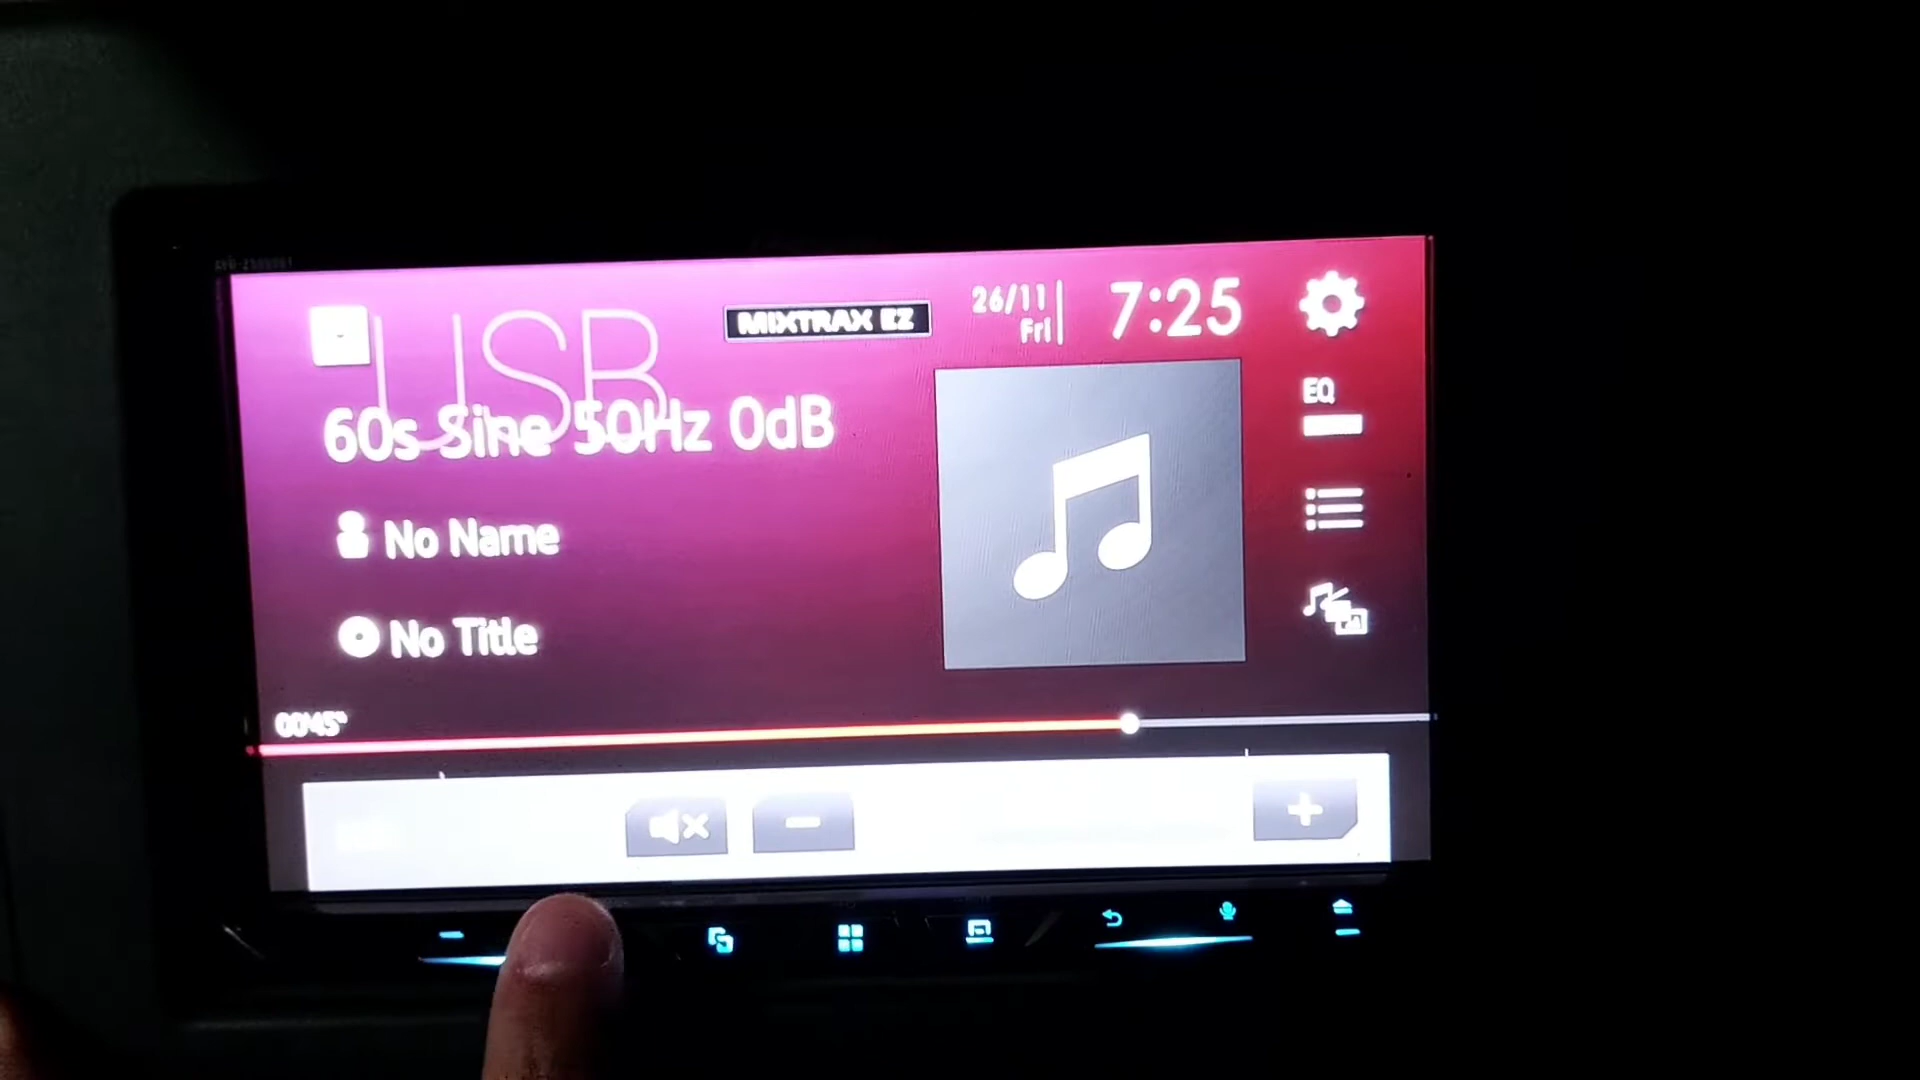 USB
MIXTRAX EZ
26/11
Fri
7:25
EQ
60s Sine 50Hz 0dB
No Name
No Title
00'45"